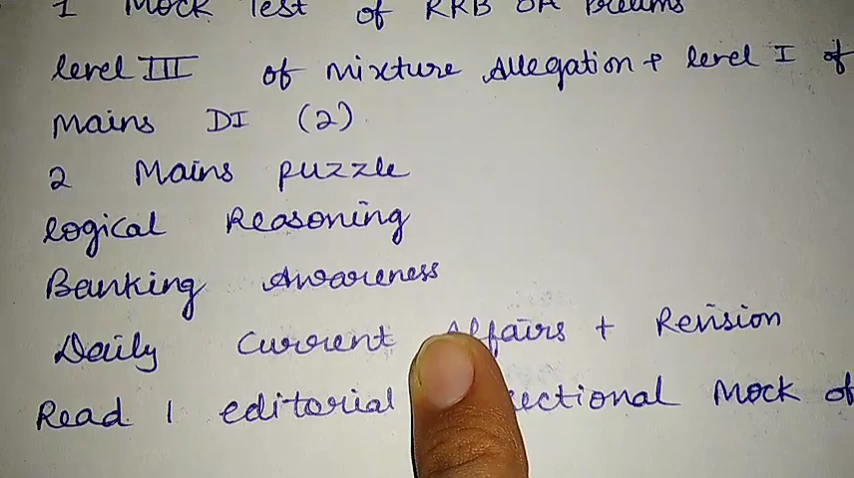 1 Mock Test of RRB OA Prelims
level III of mixture Allegation + level I of
Mains DI (2)
2 Mains puzzle
logical Reasoning
Banking Awareness
Daily Current Affairs + Revision
Read 1 editorial Mock of